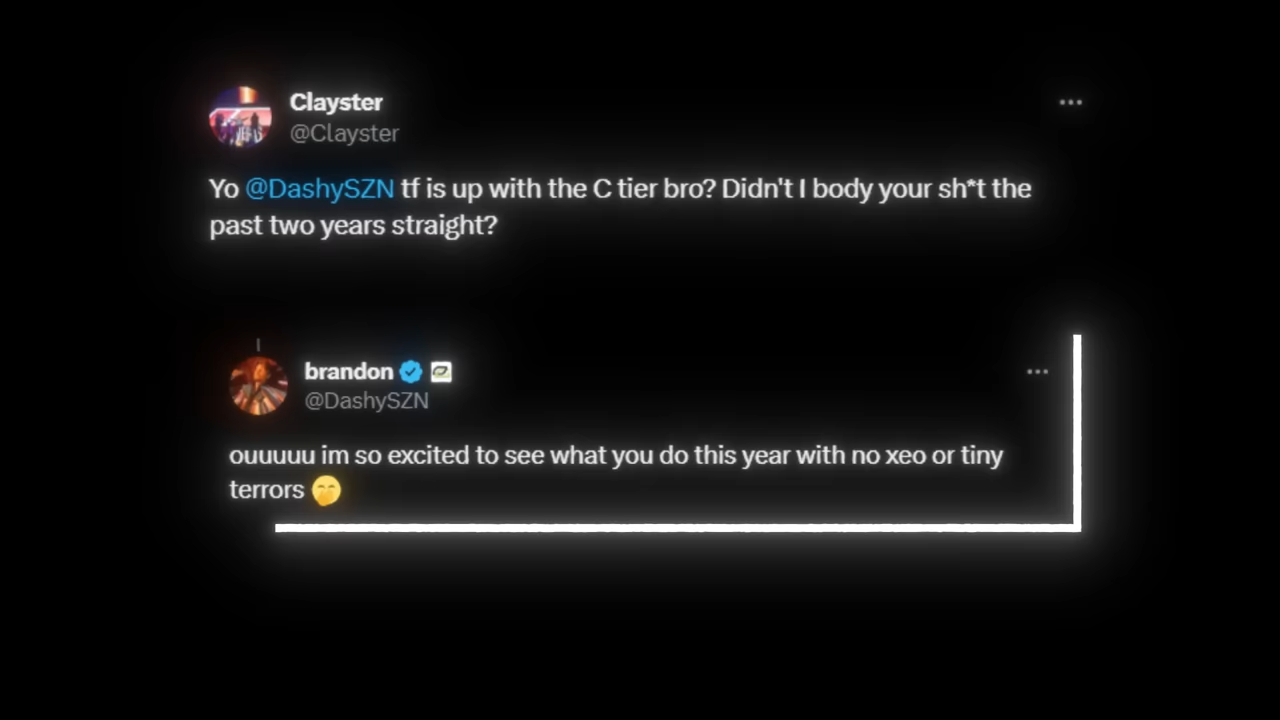 Clayster
@Clayster
Yo @DashySZN tf is up with the C tier bro? Didn't I body your sh*t the
past two years straight?
brandon
@DashySZN
ouuuuu im so excited to see what you do this year with no xeo or tiny
terrors 🤭